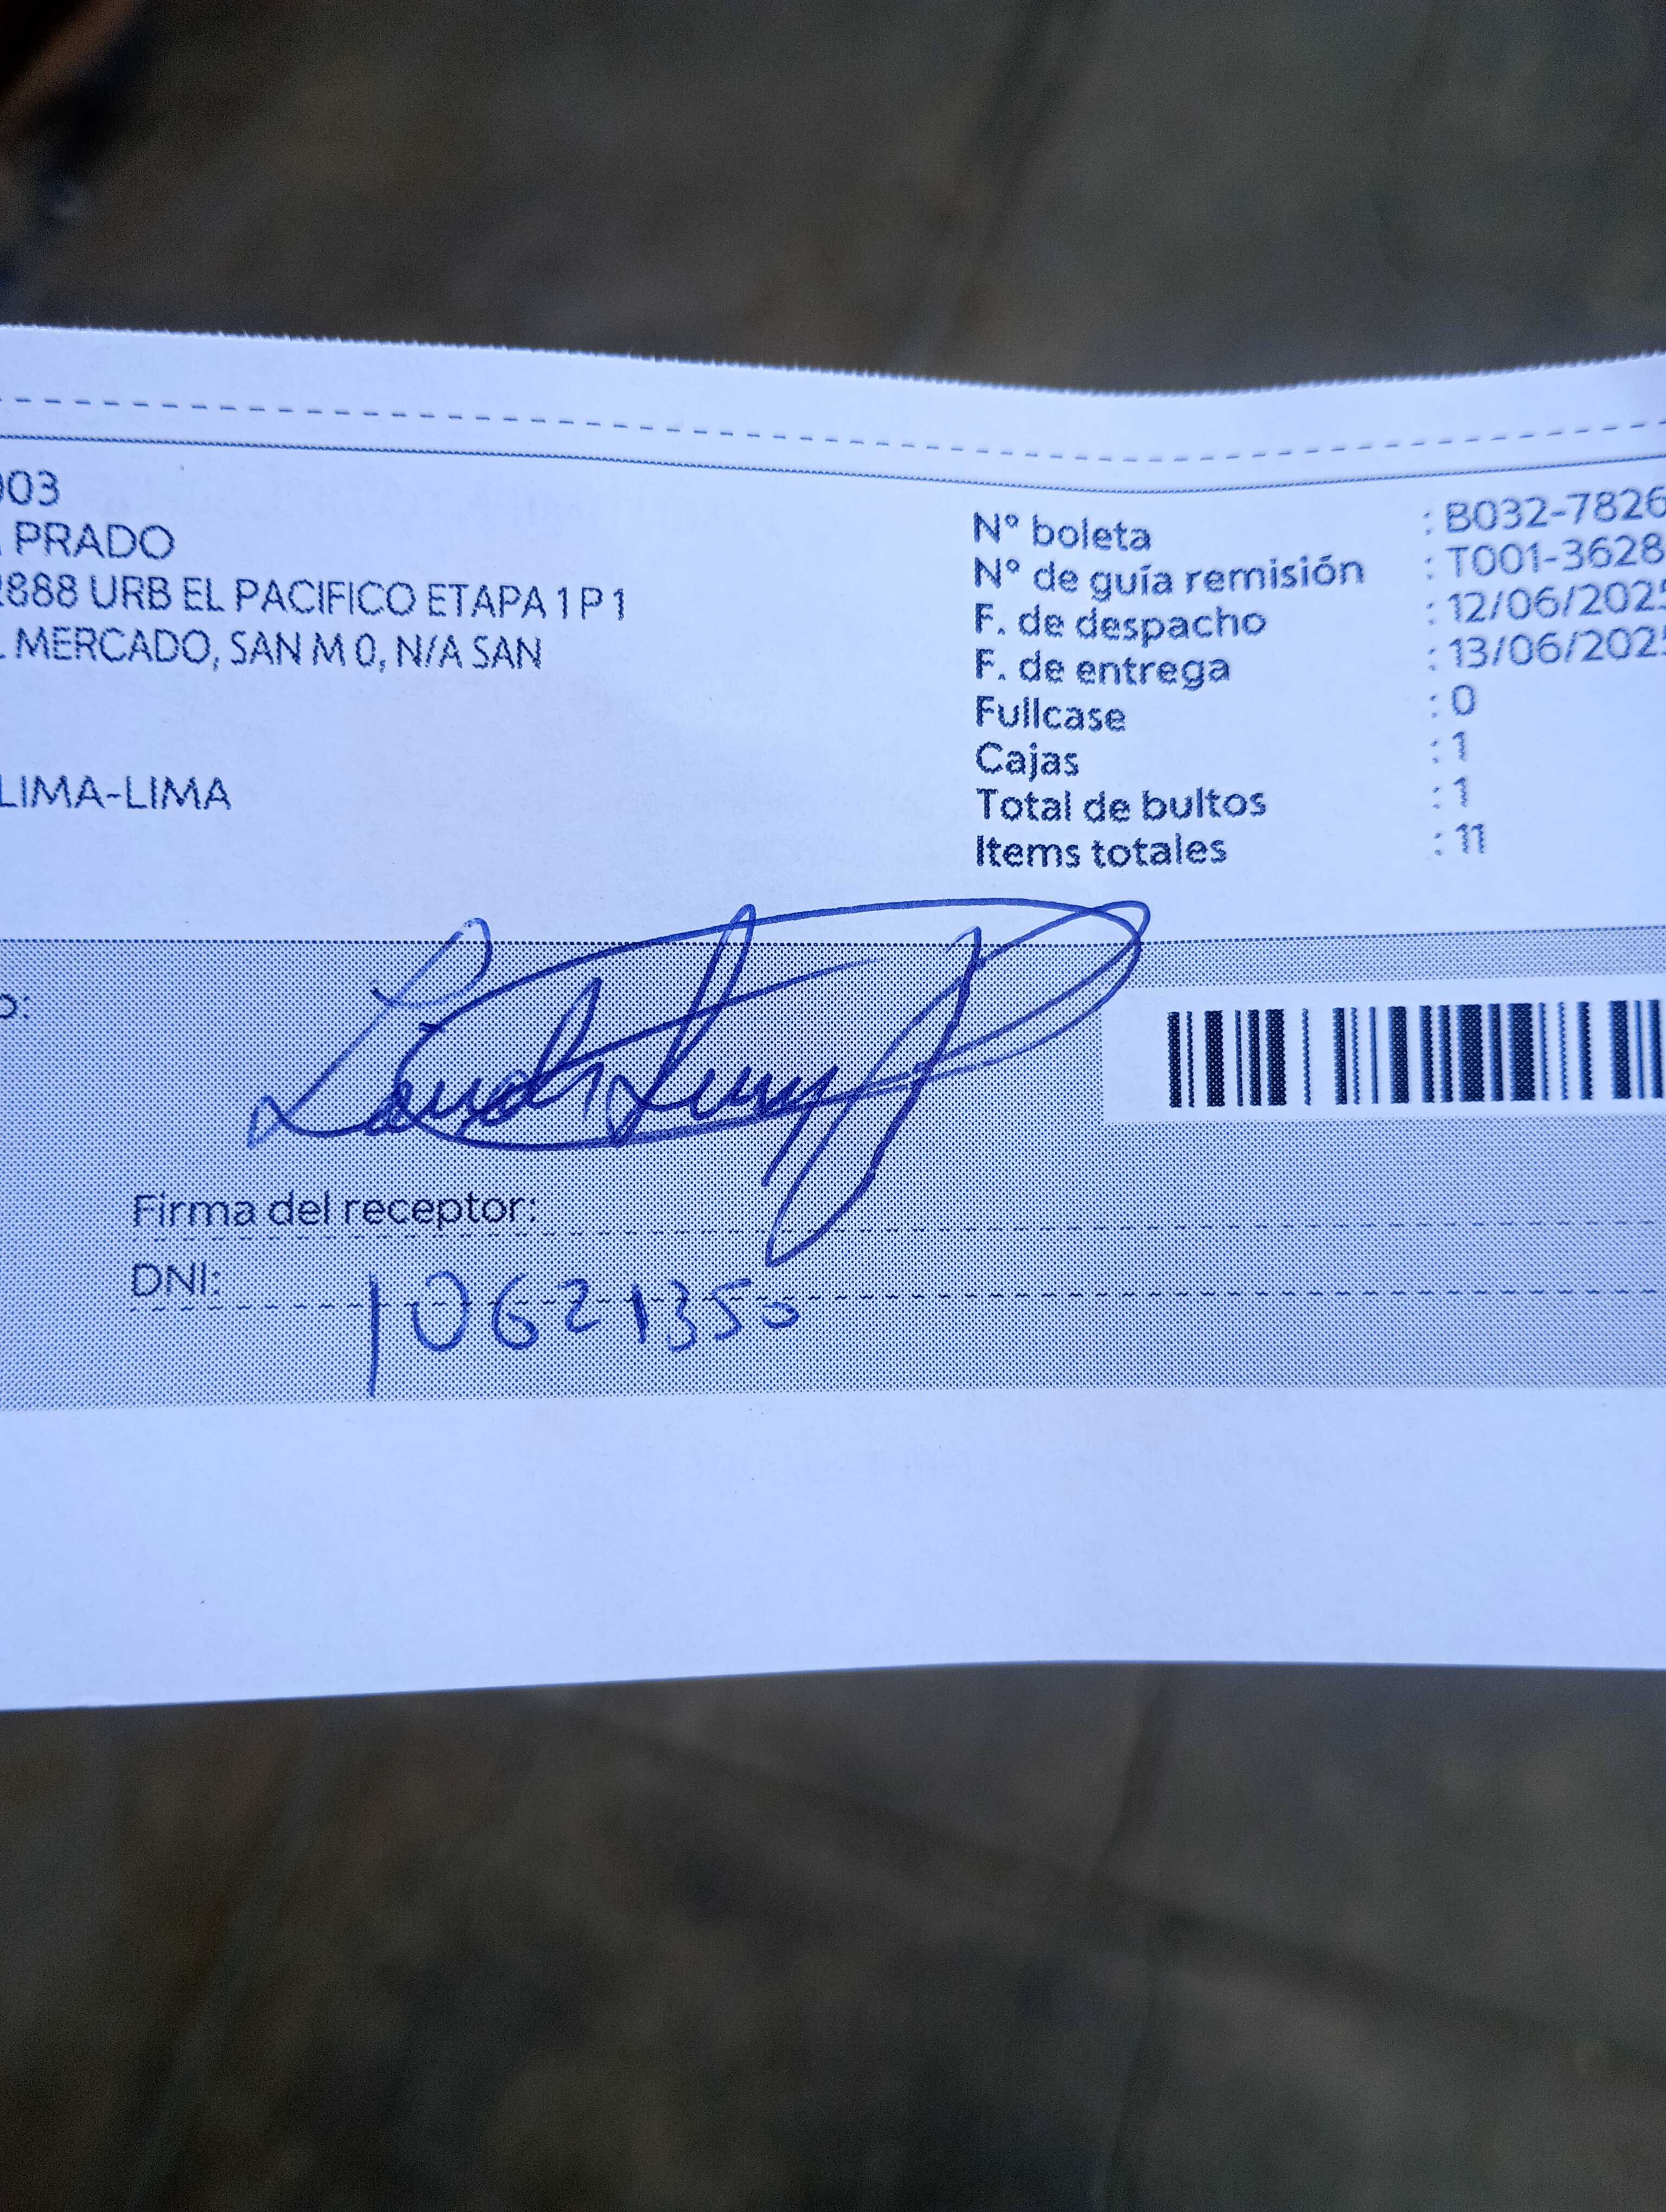 003
PRADO
2888 URB EL PACIFICO ETAPA 1 P 1
MERCADO, SAN M 0, N/A SAN
LIMA-LIMA
N° boleta : B032-7826
N° de guía remisión : T001-3628
F. de despacho : 12/06/2025
F. de entrega : 13/06/2025
Fullcase : 0
Cajas : 1
Total de bultos : 1
Items totales : 11
o:
Firma del receptor:
DNI: 10621350